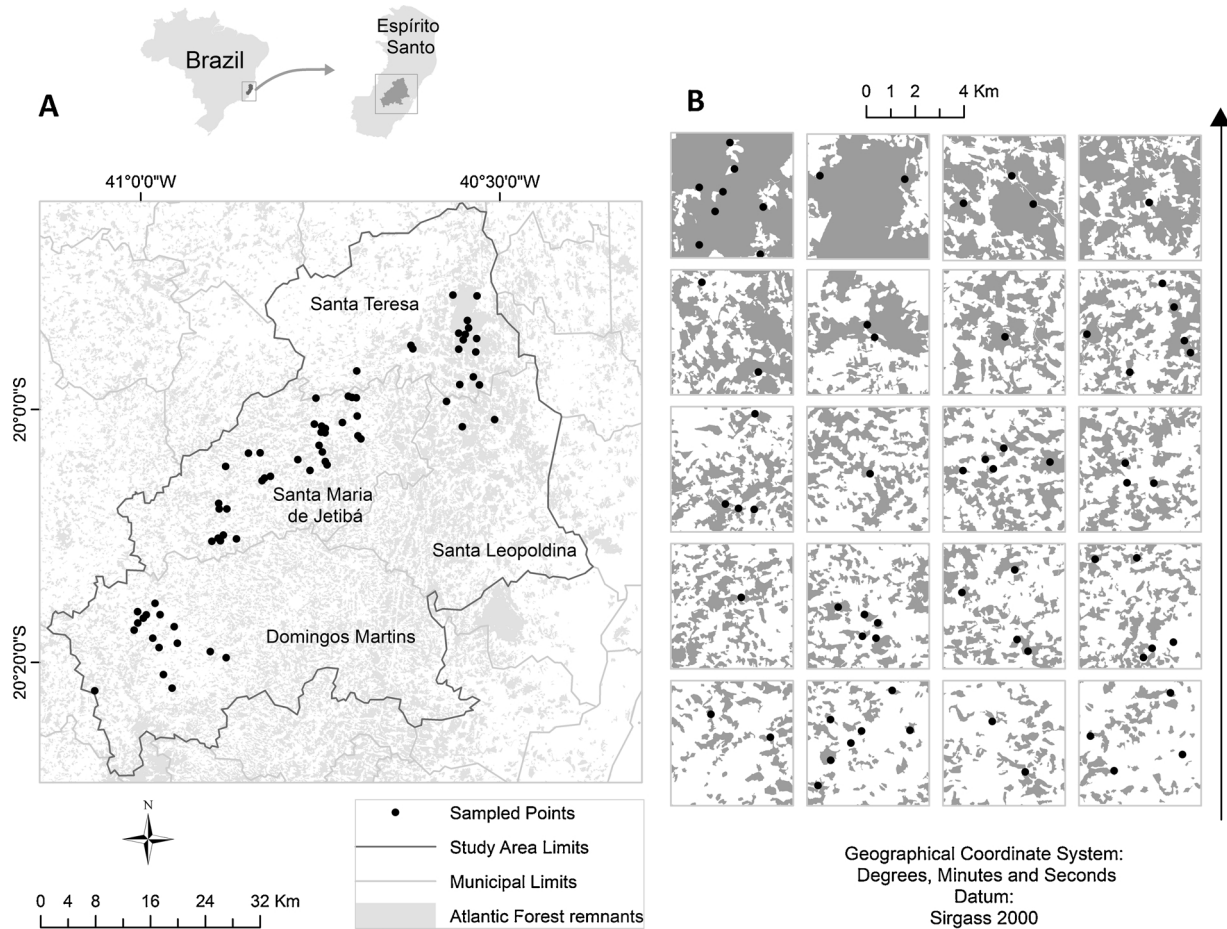 Brazil
Espírito
Santo
A
41°0'0"W
40°30'0"W
20°0'0"S
20°20'0"S
Santa Teresa
Santa Maria
de Jetibá
Santa Leopoldina
Domingos Martins
N
0 4 8 16 24 32 Km
Sampled Points
Study Area Limits
Municipal Limits
Atlantic Forest remnants
B
0 1 2 4 Km
Geographical Coordinate System:
Degrees, Minutes and Seconds
Datum:
Sirgass 2000